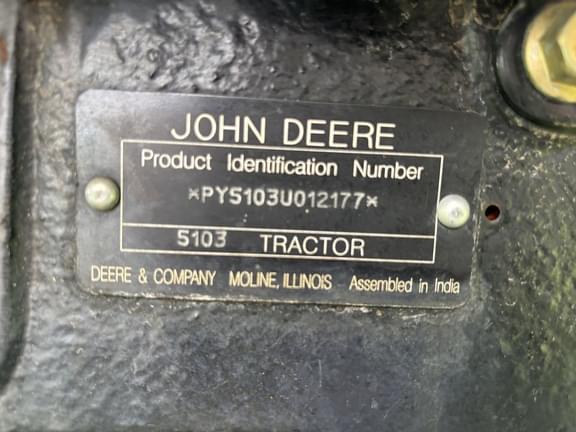 JOHN DEERE
Product Identification Number
*PY5103U012177*
5103 TRACTOR
DEERE & COMPANY MOLINE, ILLINOIS Assembled in India